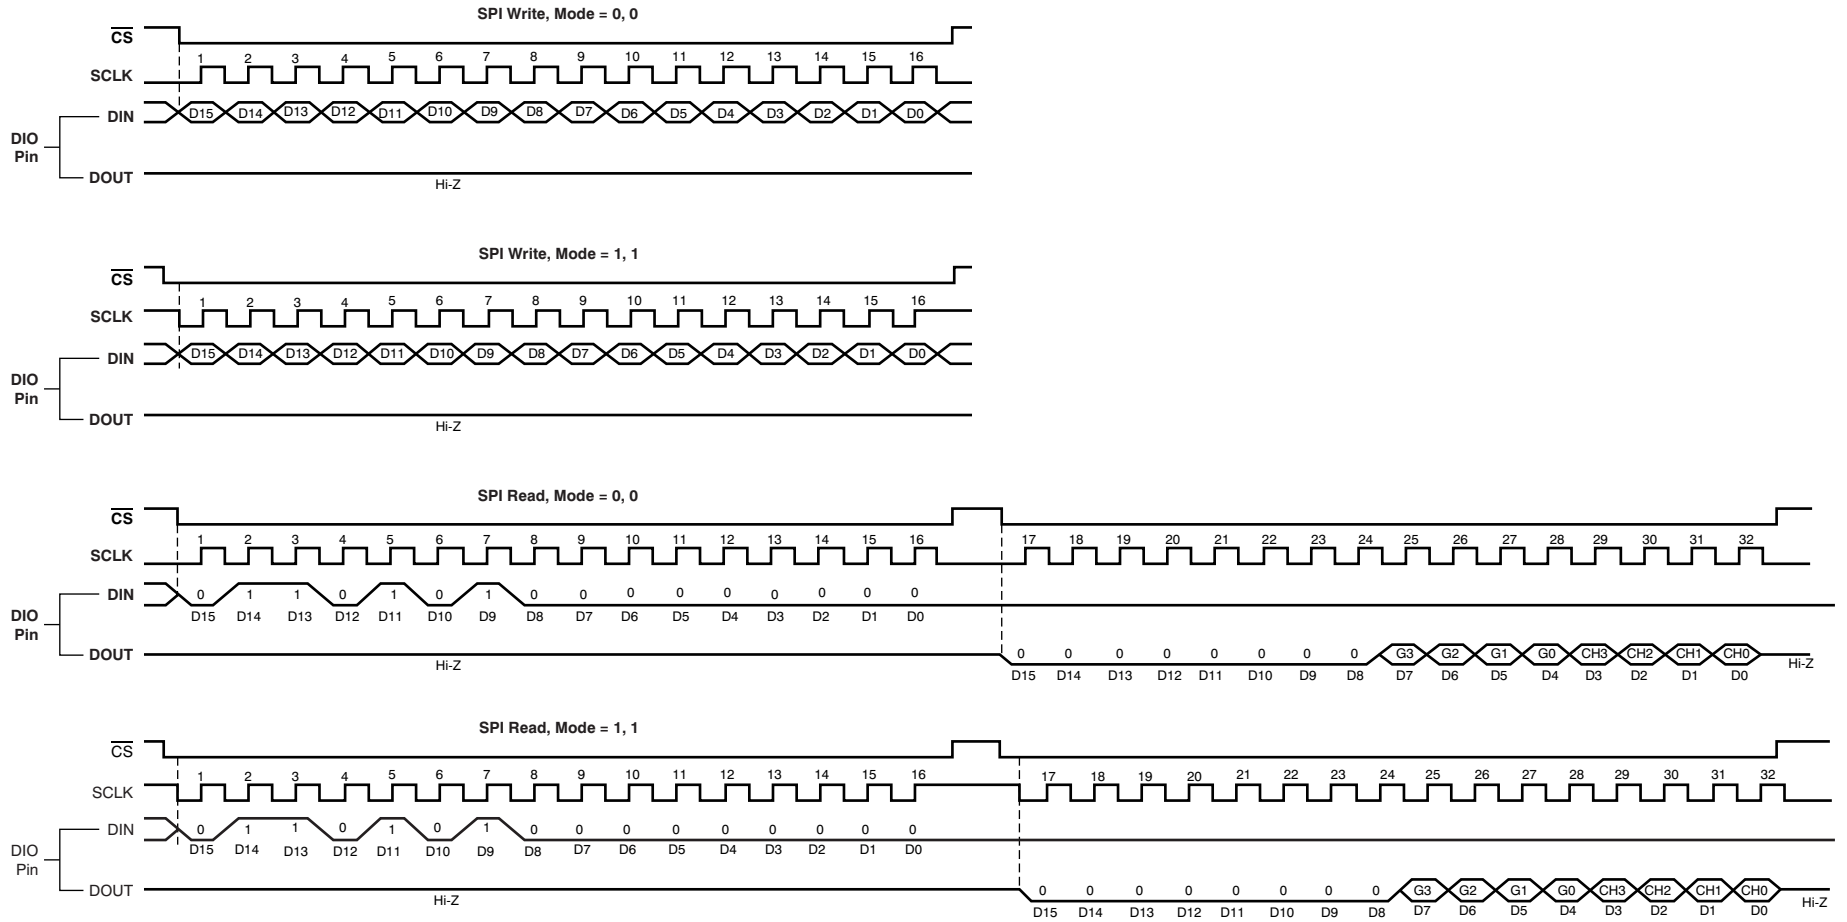 SPI Write, Mode = 0, 0
CS
1 2 3 4 5 6 7 8 9 10 11 12 13 14 15 16
SCLK
DIN D15 D14 D13 D12 D11 D10 D9 D8 D7 D6 D5 D4 D3 D2 D1 D0
DIO
Pin
DOUT
Hi-Z
SPI Write, Mode = 1, 1
CS
1 2 3 4 5 6 7 8 9 10 11 12 13 14 15 16
SCLK
DIN D15 D14 D13 D12 D11 D10 D9 D8 D7 D6 D5 D4 D3 D2 D1 D0
DIO
Pin
DOUT
Hi-Z
SPI Read, Mode = 0, 0
CS
1 2 3 4 5 6 7 8 9 10 11 12 13 14 15 16 17 18 19 20 21 22 23 24 25 26 27 28 29 30 31 32
SCLK
DIN 0 1 1 0 1 0 1 0 0 0 0 0 0 0 0 0
D15 D14 D13 D12 D11 D10 D9 D8 D7 D6 D5 D4 D3 D2 D1 D0
DIO
Pin
DOUT 0 0 0 0 0 0 0 0 G3 G2 G1 G0 CH3 CH2 CH1 CH0
Hi-Z Hi-Z
D15 D14 D13 D12 D11 D10 D9 D8 D7 D6 D5 D4 D3 D2 D1 D0
SPI Read, Mode = 1, 1
CS
1 2 3 4 5 6 7 8 9 10 11 12 13 14 15 16 17 18 19 20 21 22 23 24 25 26 27 28 29 30 31 32
SCLK
DIN 0 1 1 0 1 0 1 0 0 0 0 0 0 0 0 0
D15 D14 D13 D12 D11 D10 D9 D8 D7 D6 D5 D4 D3 D2 D1 D0
DIO
Pin
DOUT 0 0 0 0 0 0 0 0 G3 G2 G1 G0 CH3 CH2 CH1 CH0
Hi-Z Hi-Z
D15 D14 D13 D12 D11 D10 D9 D8 D7 D6 D5 D4 D3 D2 D1 D0